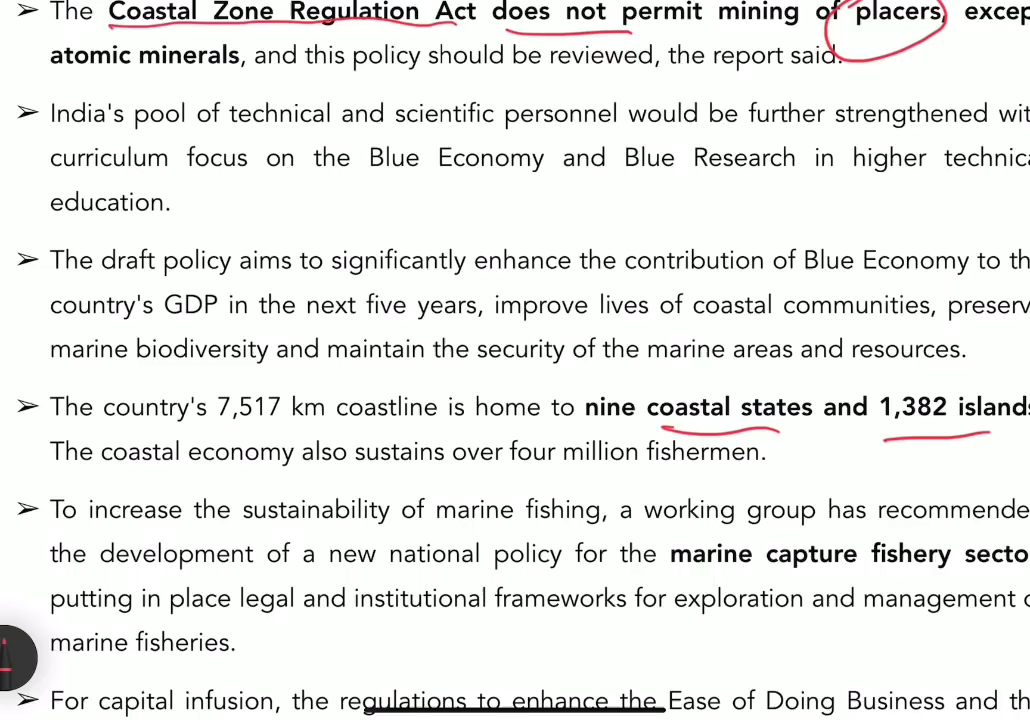 ➢ The Coastal Zone Regulation Act does not permit mining of placers, excep
atomic minerals, and this policy should be reviewed, the report said.
➢ India's pool of technical and scientific personnel would be further strengthened wit
curriculum focus on the Blue Economy and Blue Research in higher technica
education.
➢ The draft policy aims to significantly enhance the contribution of Blue Economy to th
country's GDP in the next five years, improve lives of coastal communities, preserv
marine biodiversity and maintain the security of the marine areas and resources.
➢ The country's 7,517 km coastline is home to nine coastal states and 1,382 islands
The coastal economy also sustains over four million fishermen.
➢ To increase the sustainability of marine fishing, a working group has recommende
the development of a new national policy for the marine capture fishery secto
putting in place legal and institutional frameworks for exploration and management o
marine fisheries.
➢ For capital infusion, the regulations to enhance the Ease of Doing Business and th